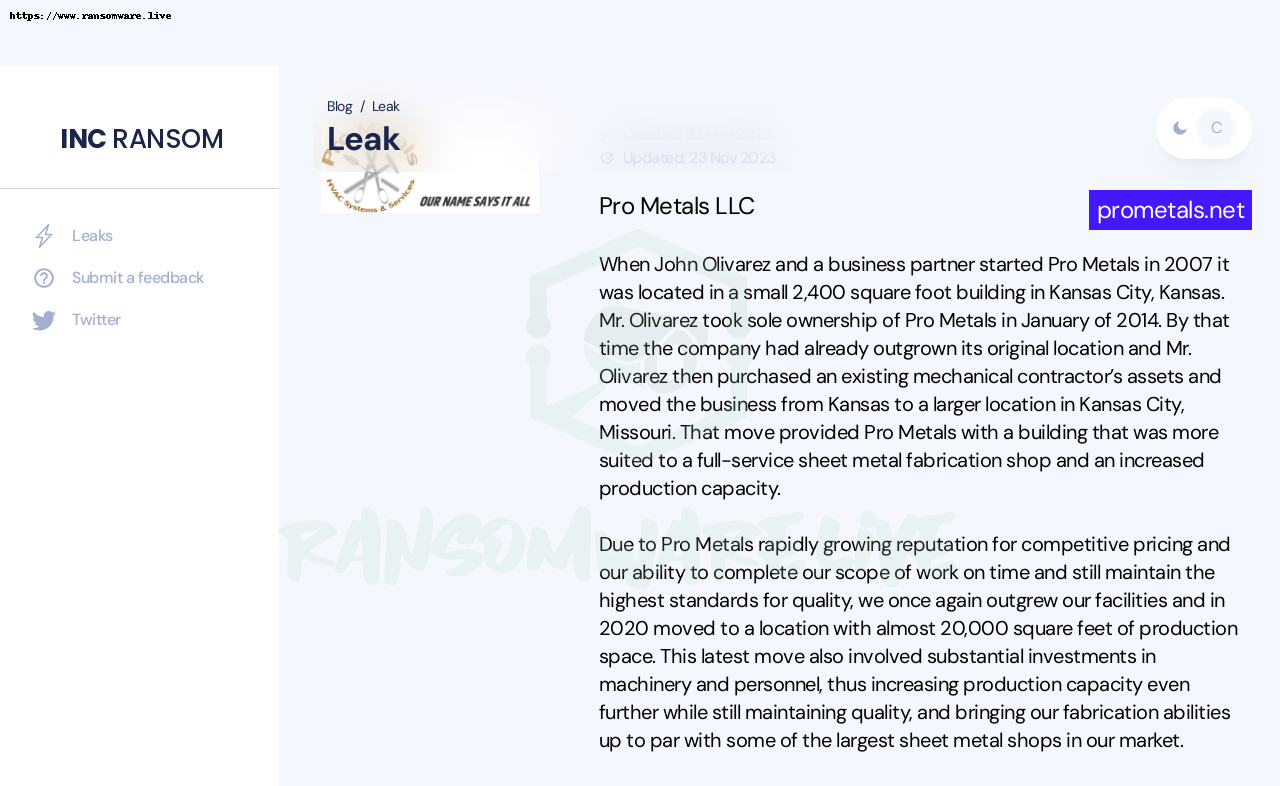 https://www.ransomware.live
INC RANSOM
Leaks
Submit a feedback
Twitter
Blog / Leak
Leak
Pro Metals
HVAC Systems & Services
OUR NAME SAYS IT ALL
Created: 23 Nov 2023
Updated: 23 Nov 2023
C
Pro Metals LLC
prometals.net
When John Olivarez and a business partner started Pro Metals in 2007 it
was located in a small 2,400 square foot building in Kansas City, Kansas.
Mr. Olivarez took sole ownership of Pro Metals in January of 2014. By that
time the company had already outgrown its original location and Mr.
Olivarez then purchased an existing mechanical contractor’s assets and
moved the business from Kansas to a larger location in Kansas City,
Missouri. That move provided Pro Metals with a building that was more
suited to a full-service sheet metal fabrication shop and an increased
production capacity.
Due to Pro Metals rapidly growing reputation for competitive pricing and
our ability to complete our scope of work on time and still maintain the
highest standards for quality, we once again outgrew our facilities and in
2020 moved to a location with almost 20,000 square feet of production
space. This latest move also involved substantial investments in
machinery and personnel, thus increasing production capacity even
further while still maintaining quality, and bringing our fabrication abilities
up to par with some of the largest sheet metal shops in our market.
RANSOMWARE.LIVE